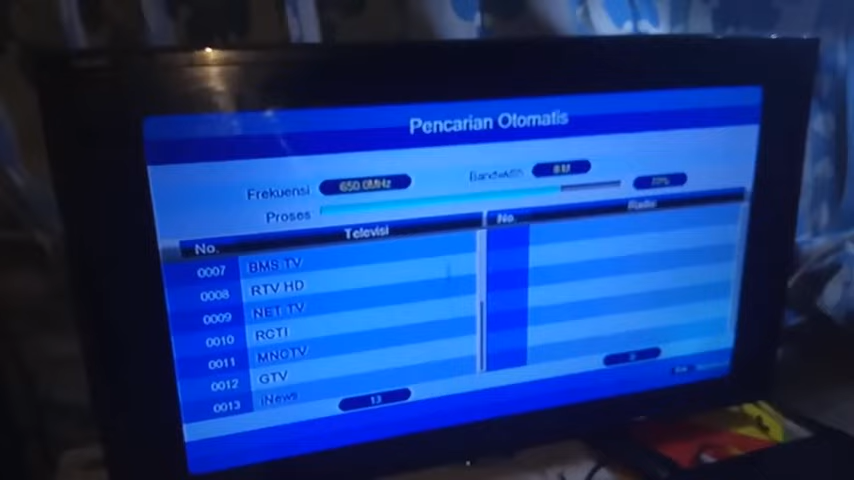 Pencarian Otomatis
Frekuensi 650.0MHz Bandwidth 8 M
Proses
No. Televisi No. Radio
0007 BMS TV
0008 RTV HD
0009 NET TV
0010 RCTI
0011 MNCTV
0012 GTV
0013 iNews
13